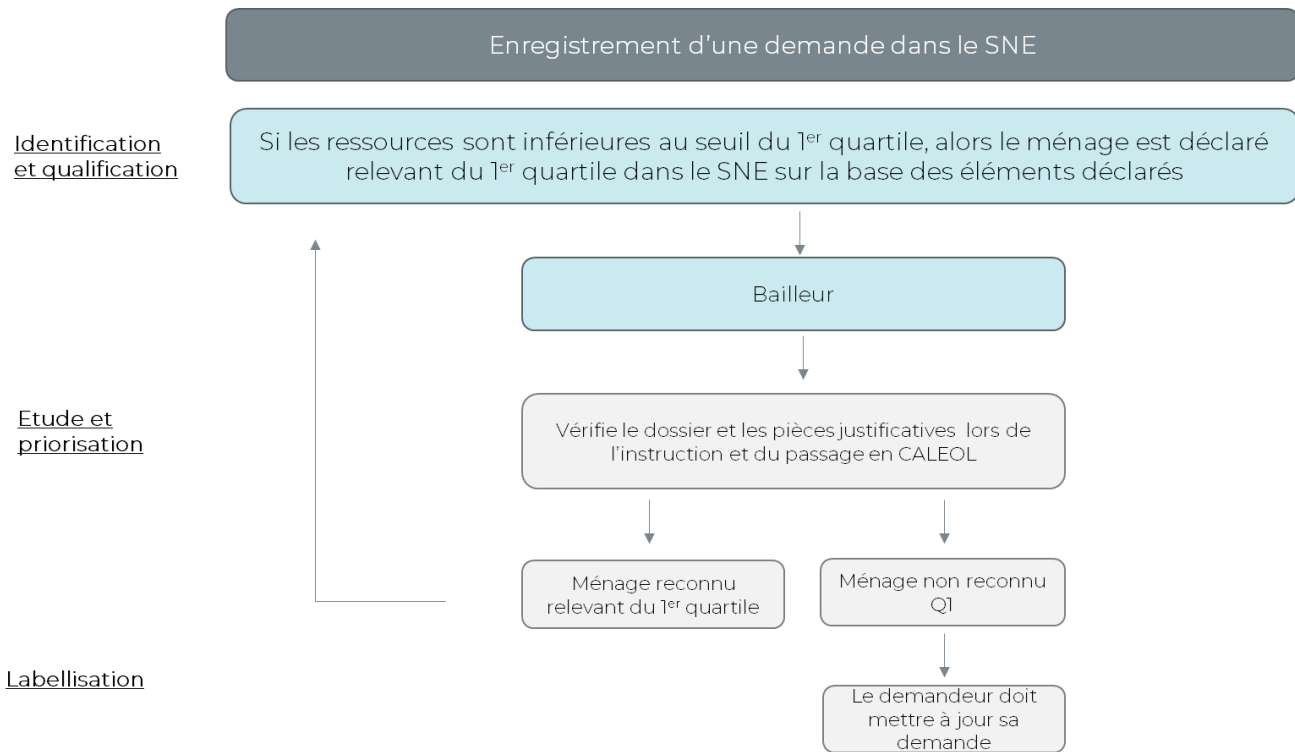 Enregistrement d’une demande dans le SNE
Identification
et qualification
Si les ressources sont inférieures au seuil du 1er quartile, alors le ménage est déclaré
relevant du 1er quartile dans le SNE sur la base des éléments déclarés
Bailleur
Etude et
priorisation
Vérifie le dossier et les pièces justificatives lors de
l’instruction et du passage en CALEOL
Ménage reconnu
relevant du 1er quartile
Ménage non reconnu
Q1
Labellisation
Le demandeur doit
mettre à jour sa
demande